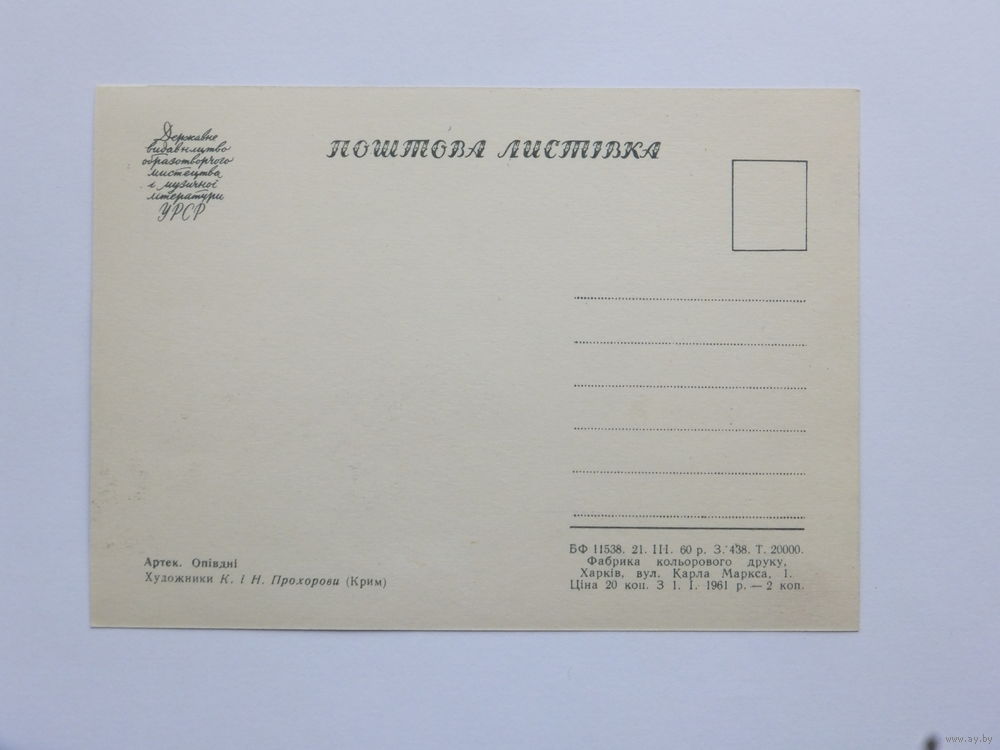 Державне
видавництво
образотворчого
мистецтва
і музичної
літератури
УРСР
ПОШТОВА ЛИСТІВКА
Артек. Опівдні
Художники К. і Н. Прохорови (Крим)
БФ 11538. 21. III. 60 р. З. 438. Т. 20000.
Фабрика кольорового друку,
Харків, вул. Карла Маркса, 1.
Ціна 20 коп. З 1. I. 1961 р. — 2 коп.
www.ay.by